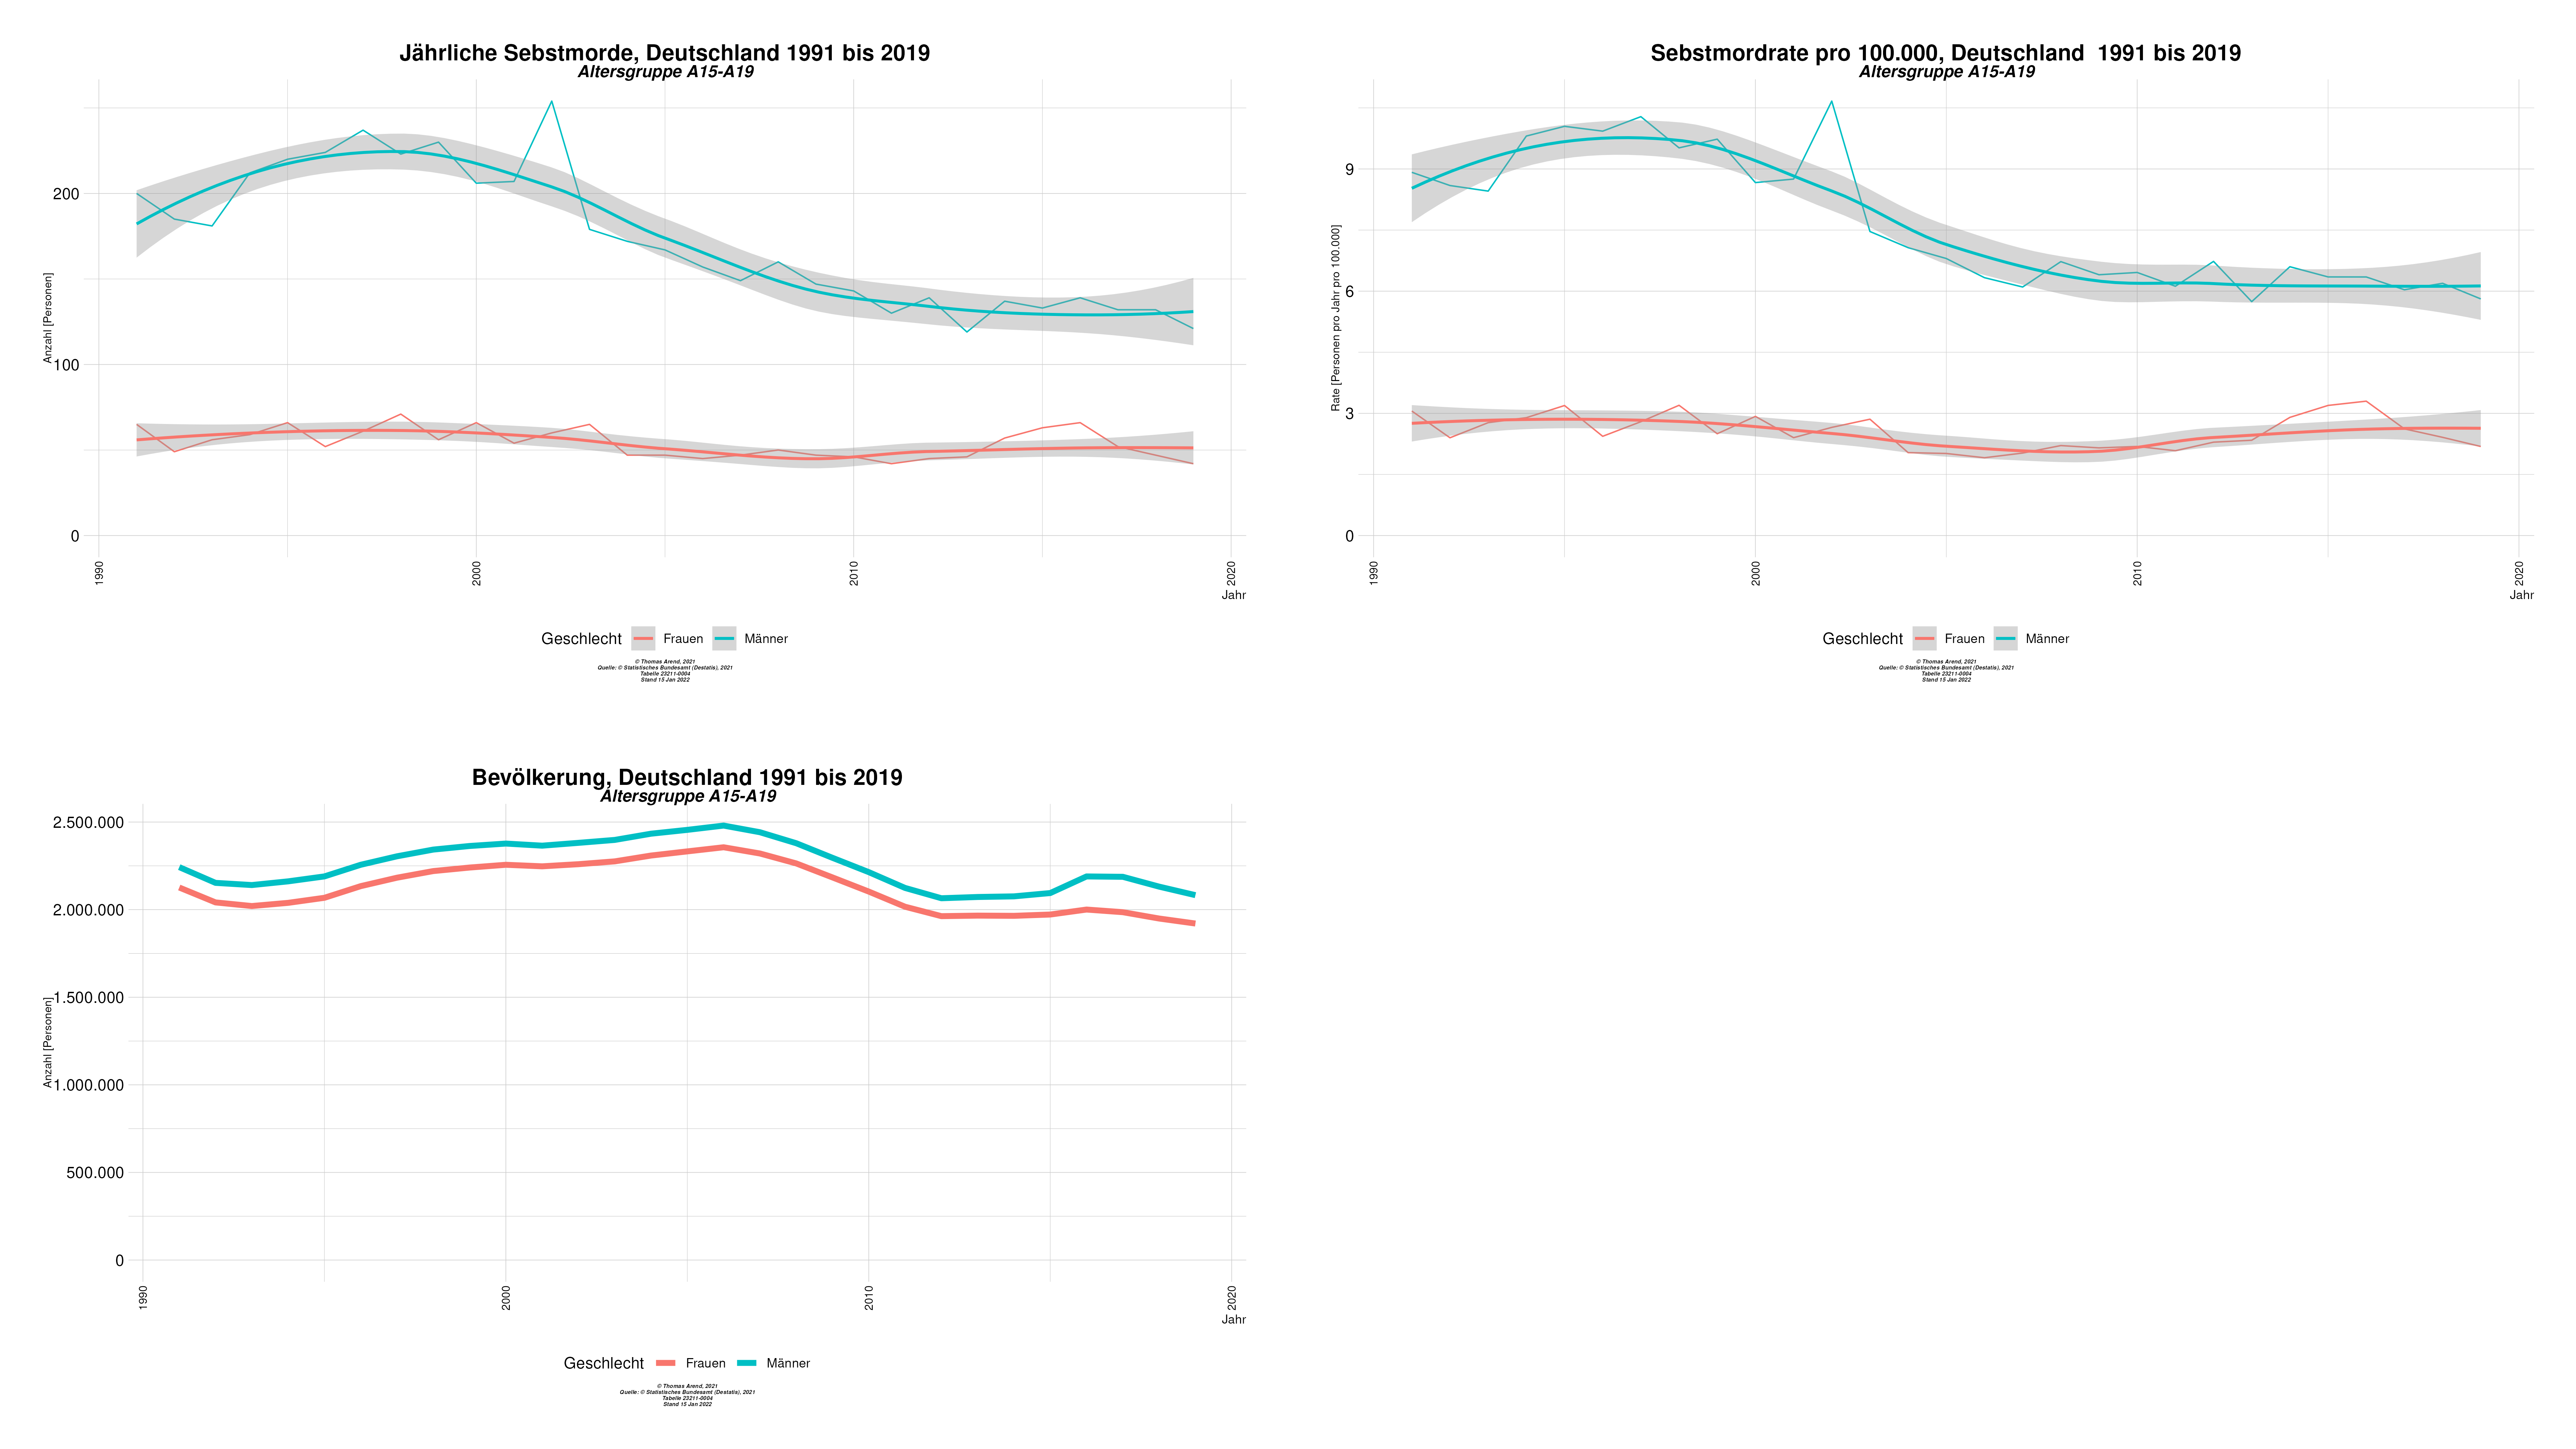 Jährliche Sebstmorde, Deutschland 1991 bis 2019
Altersgruppe A15-A19
Anzahl [Personen]
200
100
0
1990
2000
2010
2020
Jahr
Geschlecht Frauen Männer
© Thomas Arend, 2021
Quelle: © Statistisches Bundesamt (Destatis), 2021
Tabelle 23211-0004
Stand 15 Jan 2022
Sebstmordrate pro 100.000, Deutschland  1991 bis 2019
Altersgruppe A15-A19
Rate [Personen pro Jahr pro 100.000]
9
6
3
0
1990
2000
2010
2020
Jahr
Geschlecht Frauen Männer
© Thomas Arend, 2021
Quelle: © Statistisches Bundesamt (Destatis), 2021
Tabelle 23211-0004
Stand 15 Jan 2022
Bevölkerung, Deutschland 1991 bis 2019
Altersgruppe A15-A19
Anzahl [Personen]
2.500.000
2.000.000
1.500.000
1.000.000
500.000
0
1990
2000
2010
2020
Jahr
Geschlecht Frauen Männer
© Thomas Arend, 2021
Quelle: © Statistisches Bundesamt (Destatis), 2021
Tabelle 23211-0004
Stand 15 Jan 2022